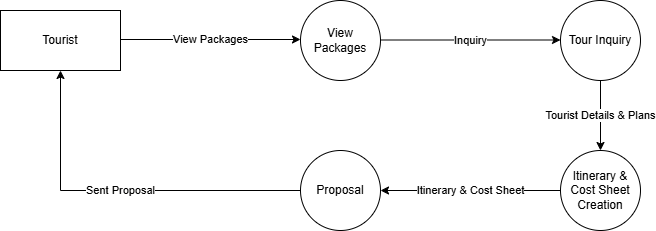 Tourist
View Packages
View
Packages
Inquiry
Tour Inquiry
Tourist Details & Plans
Itinerary &
Cost Sheet
Creation
Itinerary & Cost Sheet
Proposal
Sent Proposal